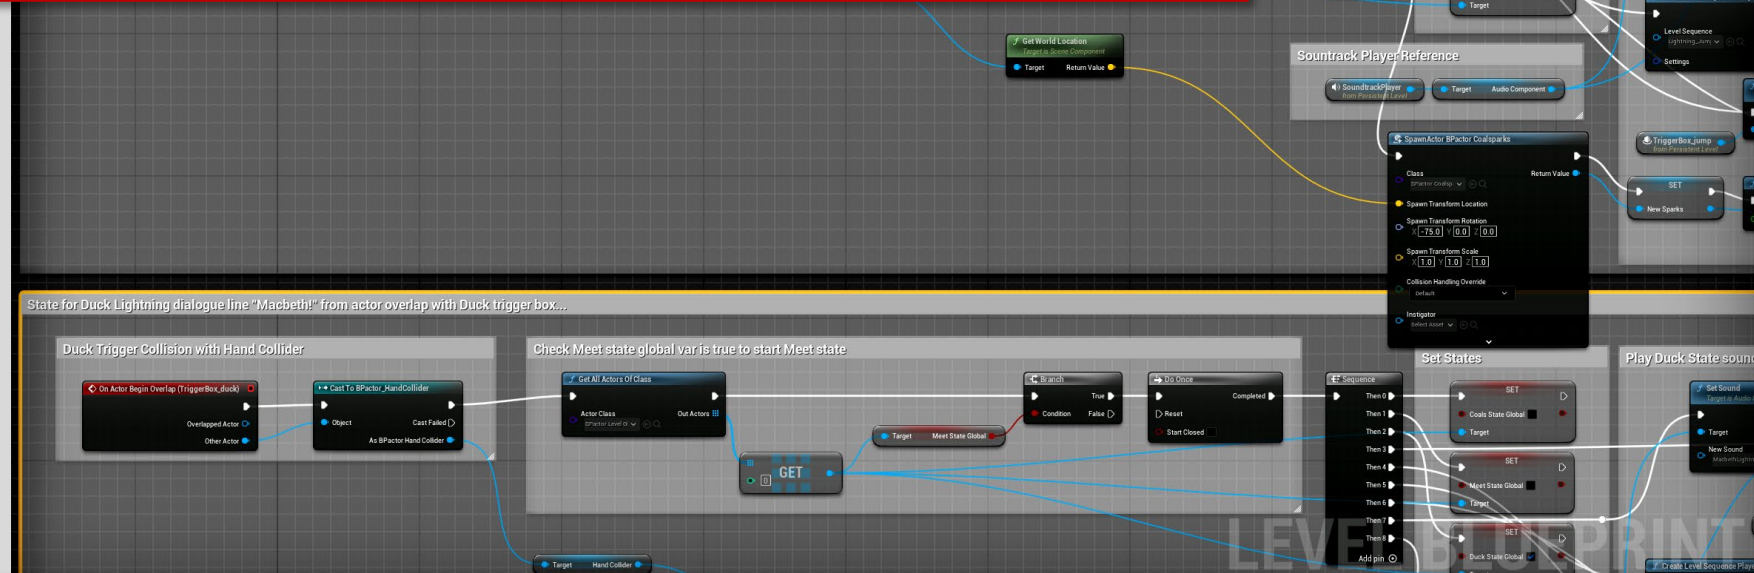 Target
Get World Location
Target is Scene Component
Target
Return Value
Level Sequence
Settings
Sountrack Player Reference
SoundtrackPlayer
from Persistent Level
Target
Audio Component
SpawnActor BPactor Coalsparks
Class
Return Value
Spawn Transform Location
Spawn Transform Rotation
X -75.0 Y 0.0 Z 0.0
Spawn Transform Scale
X 1.0 Y 1.0 Z 1.0
Collision Handling Override
Default
Instigator
Select Asset
TriggerBox_jump
from Persistent Level
SET
New Sparks
State for Duck Lightning dialogue line "Macbeth!" from actor overlap with Duck trigger box...
Duck Trigger Collision with Hand Collider
On Actor Begin Overlap (TriggerBox_duck)
Overlapped Actor
Other Actor
Cast To BPactor_HandCollider
Object
Cast Failed
As BPactor Hand Collider
Check Meet state global var is true to start Meet state
Get All Actors Of Class
Actor Class
Out Actors
BPactor Level Gl
0
GET
Target
Meet State Global
Branch
True
Condition
False
Do Once
Completed
Reset
Start Closed
Target
Hand Collider
Sequence
Then 0
Then 1
Then 2
Then 3
Then 4
Then 5
Then 6
Then 7
Then 8
Add pin
Set States
SET
Coals State Global
Target
SET
Meet State Global
Target
SET
Duck State Global
Play Duck State soun
Set Sound
Target is Audio
Target
New Sound
Create Level Sequence Playe
LEVEL BLUEPRINTS